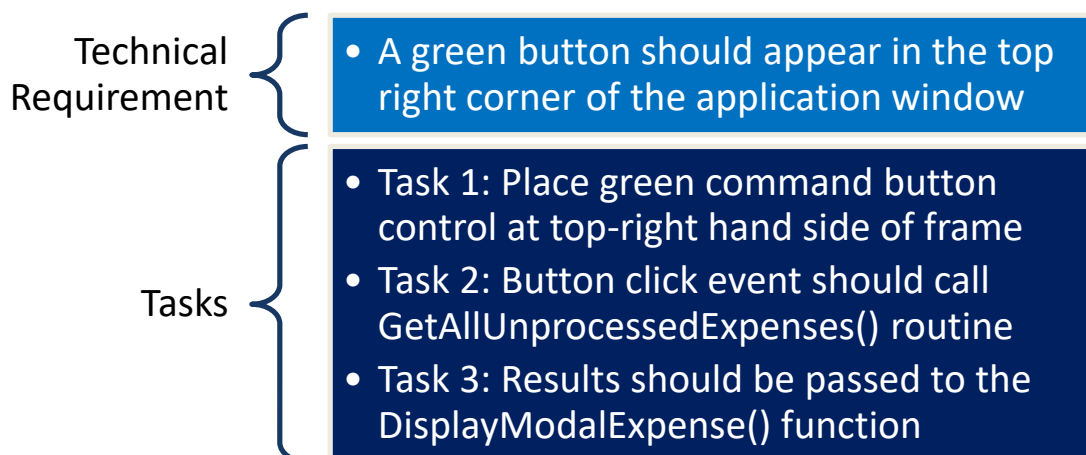 Technical
Requirement
• A green button should appear in the top
right corner of the application window
Tasks
• Task 1: Place green command button
control at top-right hand side of frame
• Task 2: Button click event should call
GetAllUnprocessedExpenses() routine
• Task 3: Results should be passed to the
DisplayModalExpense() function